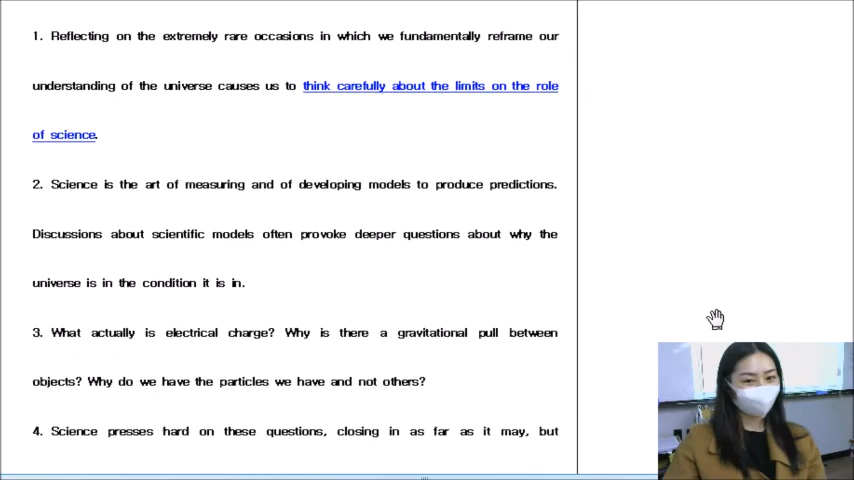 1. Reflecting on the extremely rare occasions in which we fundamentally reframe our
understanding of the universe causes us to think carefully about the limits on the role
of science.
2. Science is the art of measuring and of developing models to produce predictions.
Discussions about scientific models often provoke deeper questions about why the
universe is in the condition it is in.
3. What actually is electrical charge? Why is there a gravitational pull between
objects? Why do we have the particles we have and not others?
4. Science presses hard on these questions, closing in as far as it may, but